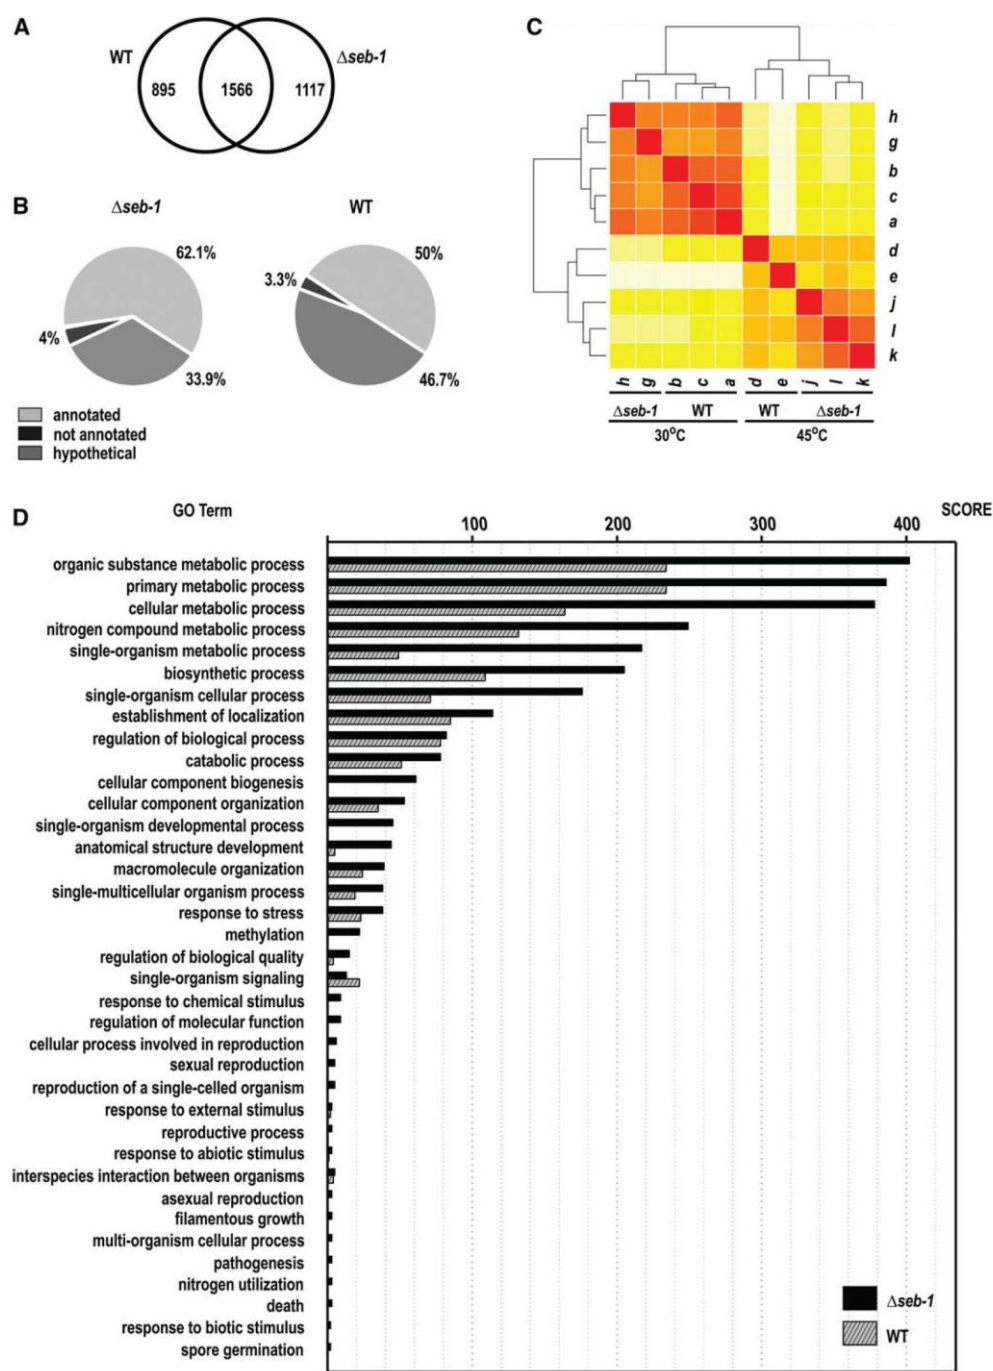 A
WT
Δseb-1
895
1566
1117
B
Δseb-1
WT
62.1%
4%
33.9%
50%
3.3%
46.7%
annotated
not annotated
hypothetical
C
h
g
b
c
a
d
e
j
l
k
h g b c a d e j l k
Δseb-1 WT WT Δseb-1
30°C 45°C
D
GO Term 100 200 300 400 SCORE
organic substance metabolic process
primary metabolic process
cellular metabolic process
nitrogen compound metabolic process
single-organism metabolic process
biosynthetic process
single-organism cellular process
establishment of localization
regulation of biological process
catabolic process
cellular component biogenesis
cellular component organization
single-organism developmental process
anatomical structure development
macromolecule organization
single-multicellular organism process
response to stress
methylation
regulation of biological quality
single-organism signaling
response to chemical stimulus
regulation of molecular function
cellular process involved in reproduction
sexual reproduction
reproduction of a single-celled organism
response to external stimulus
reproductive process
response to abiotic stimulus
interspecies interaction between organisms
asexual reproduction
filamentous growth
multi-organism cellular process
pathogenesis
nitrogen utilization
death
response to biotic stimulus
spore germination
Δseb-1
WT